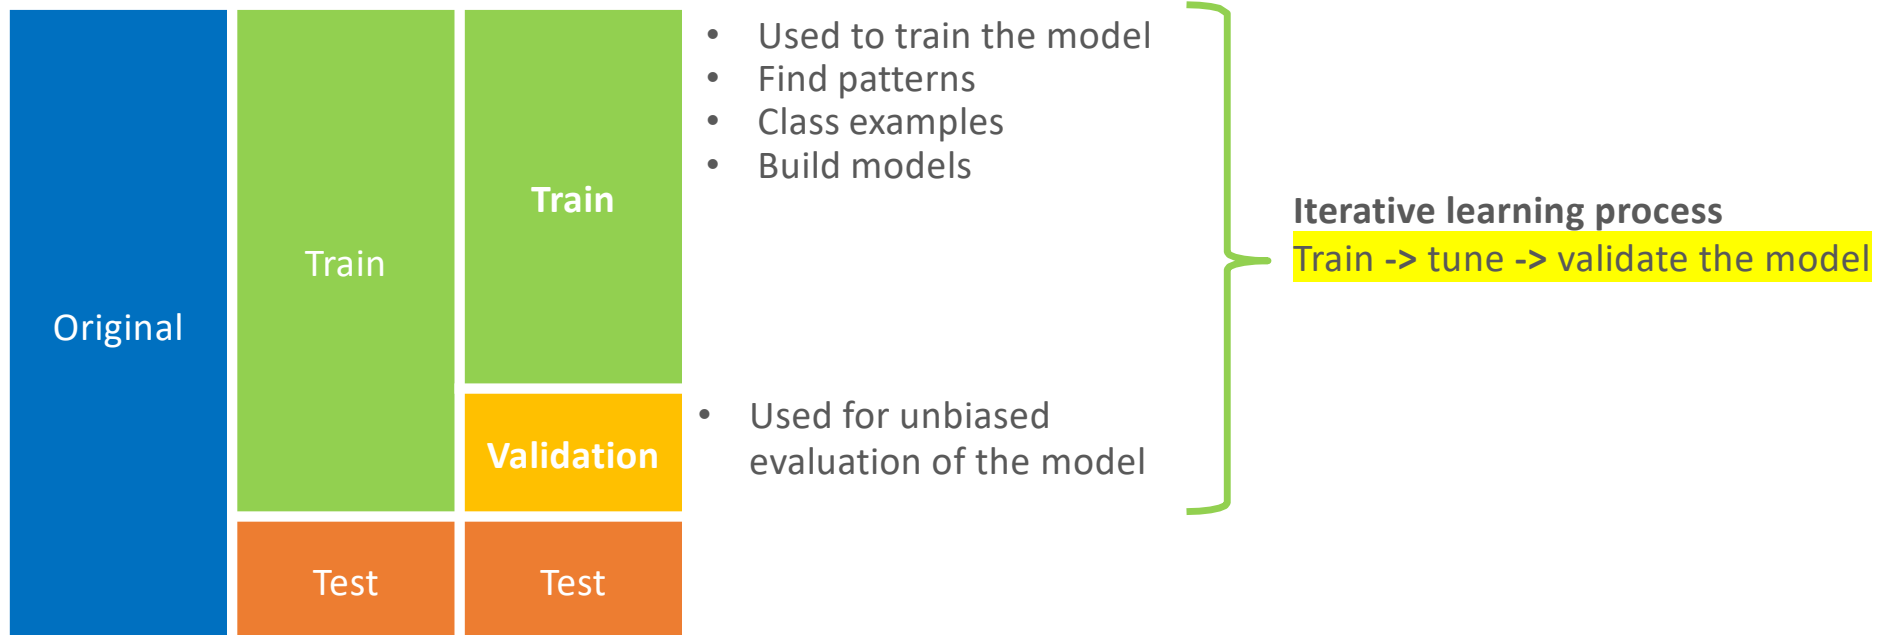 Original
Train
Test
Train
Validation
Test
• Used to train the model
• Find patterns
• Class examples
• Build models
• Used for unbiased
evaluation of the model
Iterative learning process
Train -> tune -> validate the model